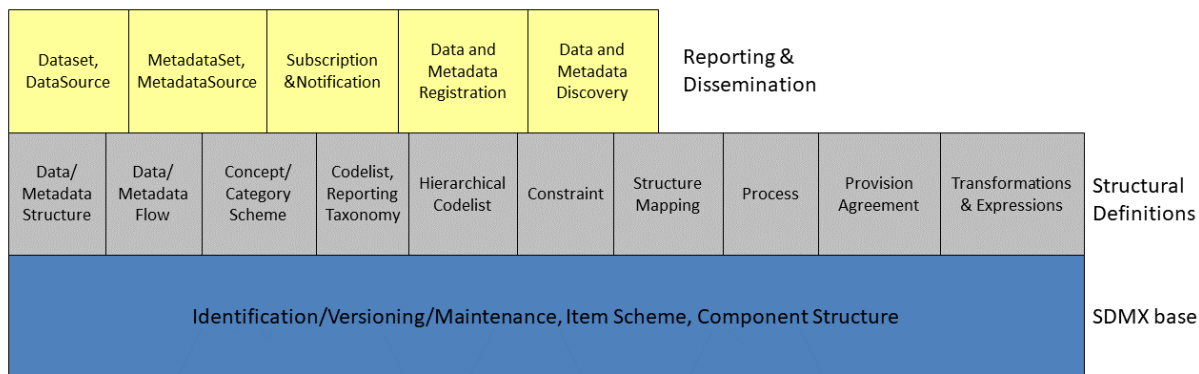 Dataset,
DataSource
MetadataSet,
MetadataSource
Subscription
&Notification
Data and
Metadata
Registration
Data and
Metadata
Discovery
Reporting &
Dissemination
Data/
Metadata
Structure
Data/
Metadata
Flow
Concept/
Category
Scheme
Codelist,
Reporting
Taxonomy
Hierarchical
Codelist
Constraint
Structure
Mapping
Process
Provision
Agreement
Transformations
& Expressions
Structural
Definitions
Identification/Versioning/Maintenance, Item Scheme, Component Structure
SDMX base